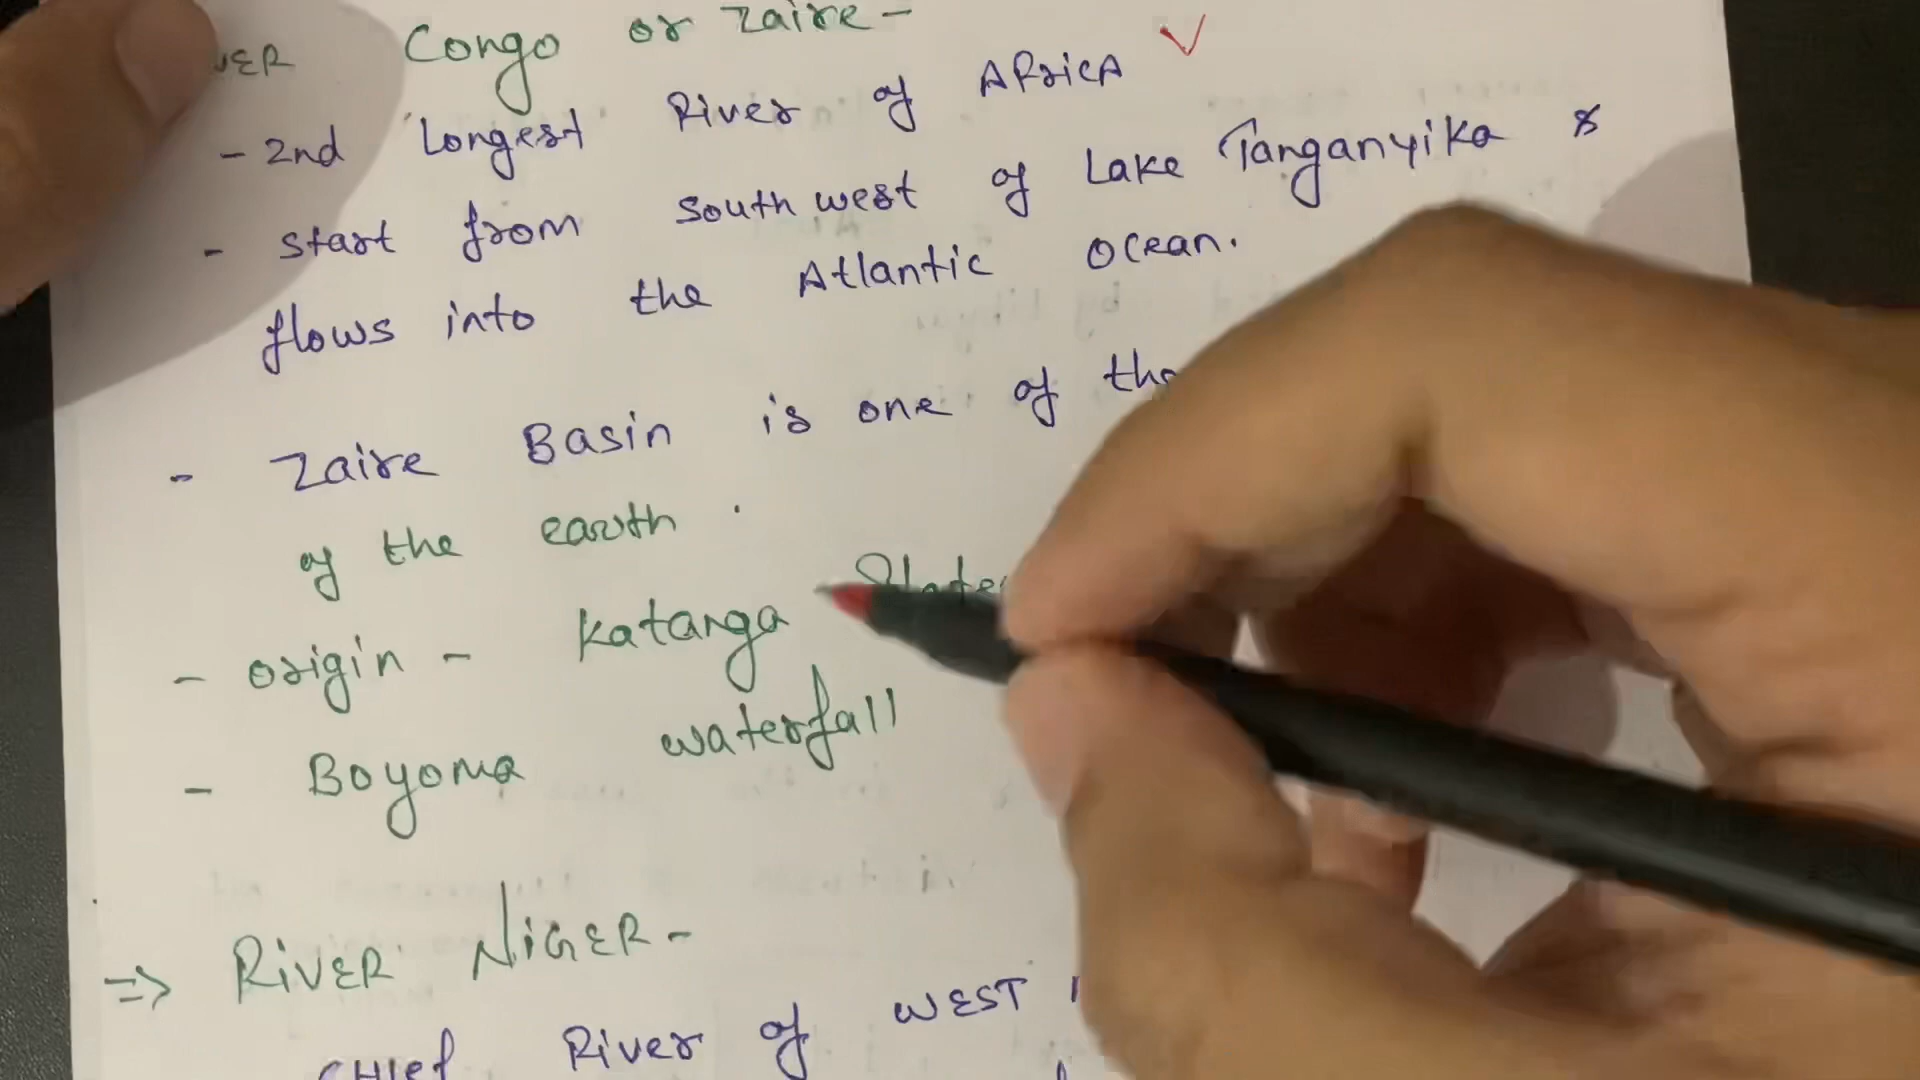 Congo or Zaire -
- 2nd Longest River of AFricA
- start from South west of Lake Tanganyika &
flows into the Atlantic Ocean.
- Zaire Basin is one of the
of the earth.
- origin - Katanga
- Boyoma waterfall
=> RIVER NIGER -
CHIEf River of WEST